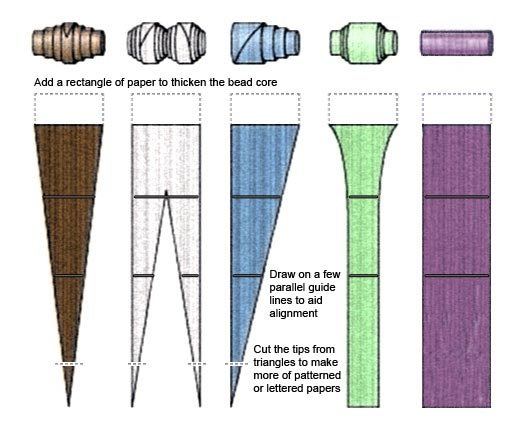 Add a rectangle of paper to thicken the bead core
Draw on a few
parallel guide
lines to aid
alignment
Cut the tips from
triangles to make
more of patterned
or lettered papers